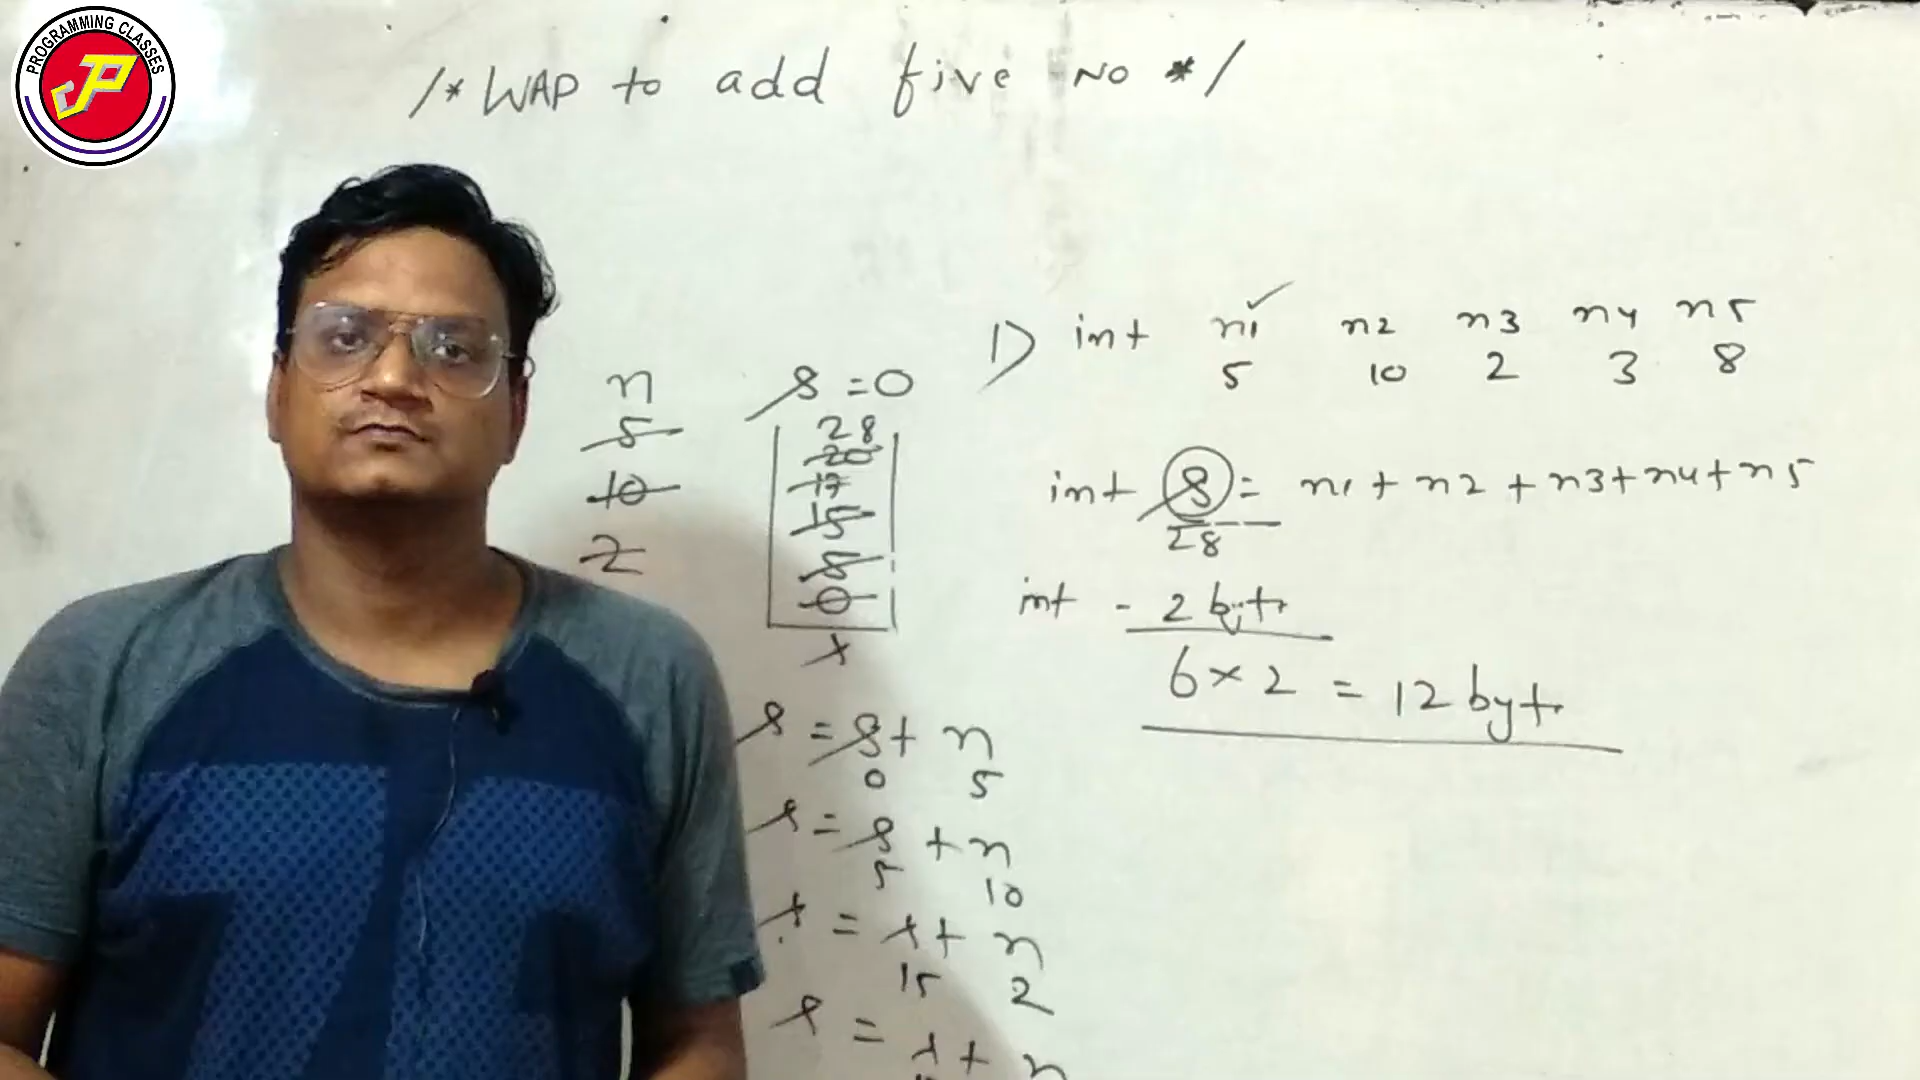 PROGRAMMING CLASSES
JP
/* WAP to add five NO */
1) int n1 n2 n3 n4 n5
5 10 2 3 8
n
5
10
2
s = 0
28
20
17
15
0
int s = n1 + n2 + n3 + n4 + n5
28
int - 2 byte
6 × 2 = 12 byte
s = s + n
0 5
s = s + n
5 10
s = s + n
15 2
s = s + n